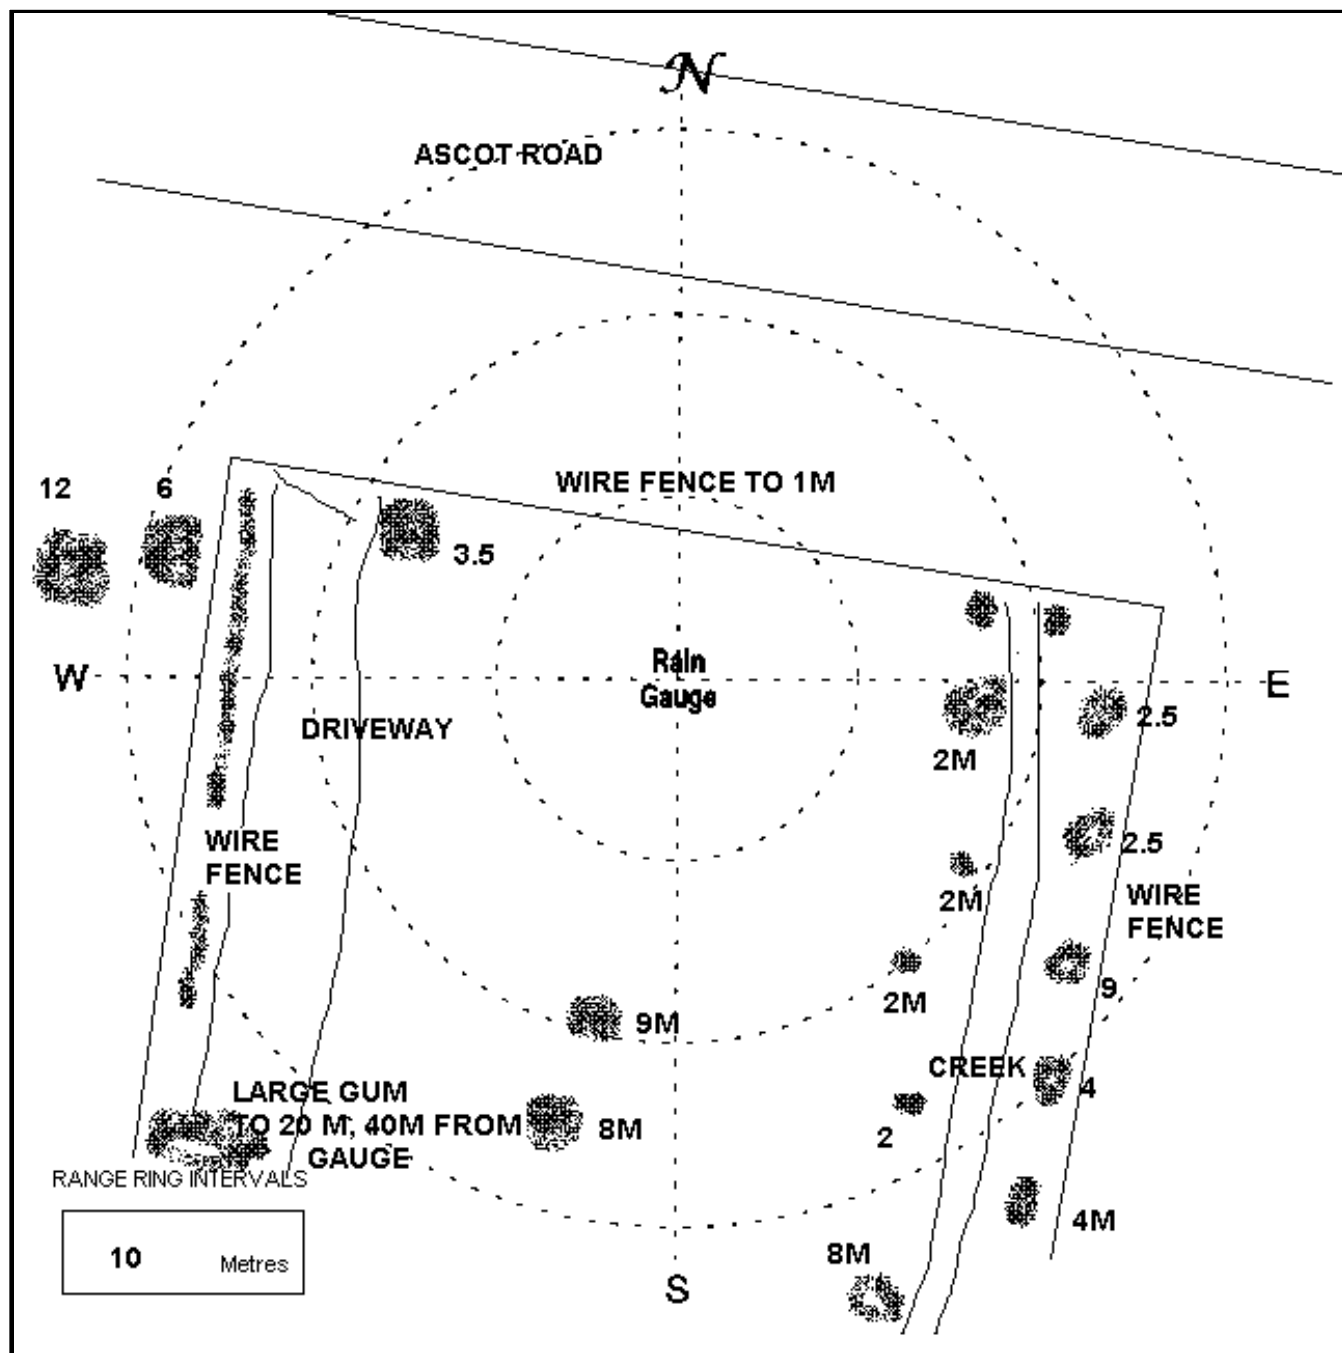 N
ASCOT ROAD
WIRE FENCE TO 1M
12
6
3.5
Rain
Gauge
W
E
DRIVEWAY
2.5
2M
WIRE
FENCE
2.5
2M
WIRE
FENCE
9
2M
9M
CREEK
LARGE GUM
TO 20 M, 40M FROM
GAUGE
4
8M
2
RANGE RING INTERVALS
10 Metres
4M
8M
S